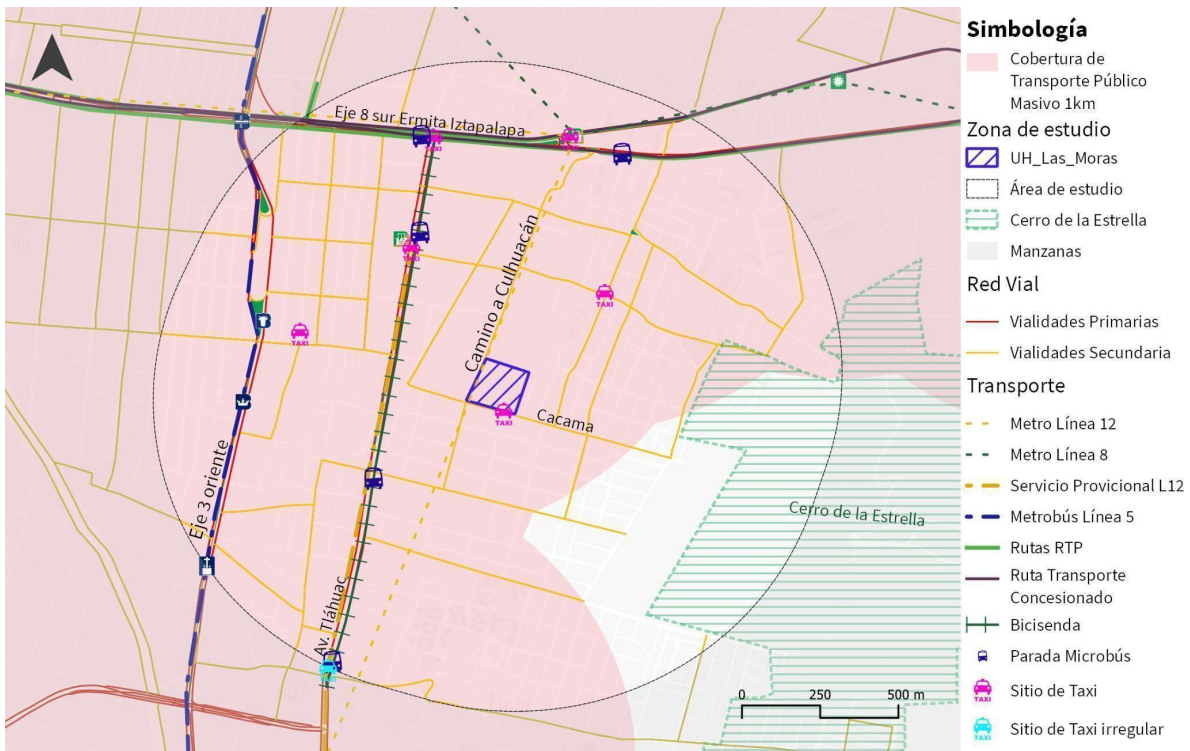 Simbología
Cobertura de
Transporte Público
Masivo 1km
Zona de estudio
UH_Las_Moras
Área de estudio
Cerro de la Estrella
Manzanas
Red Vial
Vialidades Primarias
Vialidades Secundaria
Transporte
Metro Línea 12
Metro Línea 8
Servicio Provicional L12
Metrobús Línea 5
Rutas RTP
Ruta Transporte
Concesionado
Bicisenda
Parada Microbús
TAXI
Sitio de Taxi
TAXI
Sitio de Taxi irregular
Eje 8 sur Ermita Iztapalapa
TAXI
TAXI
TAXI
TAXI
TAXI
Camino a Culhuacán
TAXI
Cacama
Eje 3 oriente
Cerro de la Estrella
Av. Tláhuac
TAXI
0 250 500 m